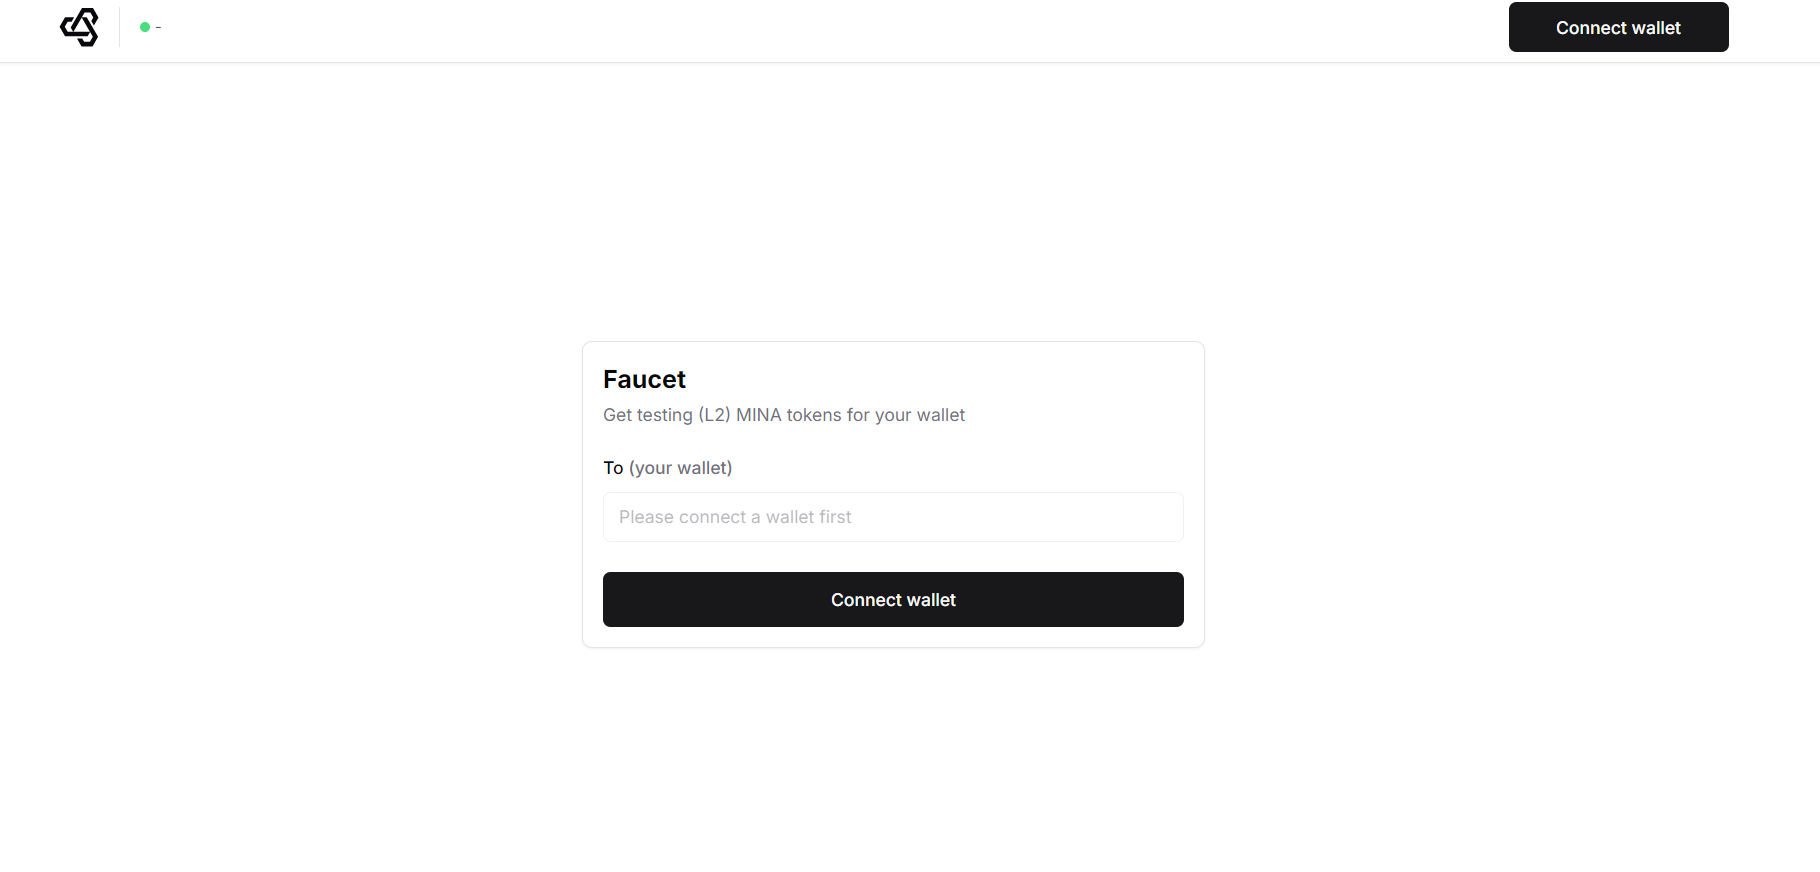 -
Connect wallet
Faucet
Get testing (L2) MINA tokens for your wallet
To (your wallet)
Please connect a wallet first
Connect wallet